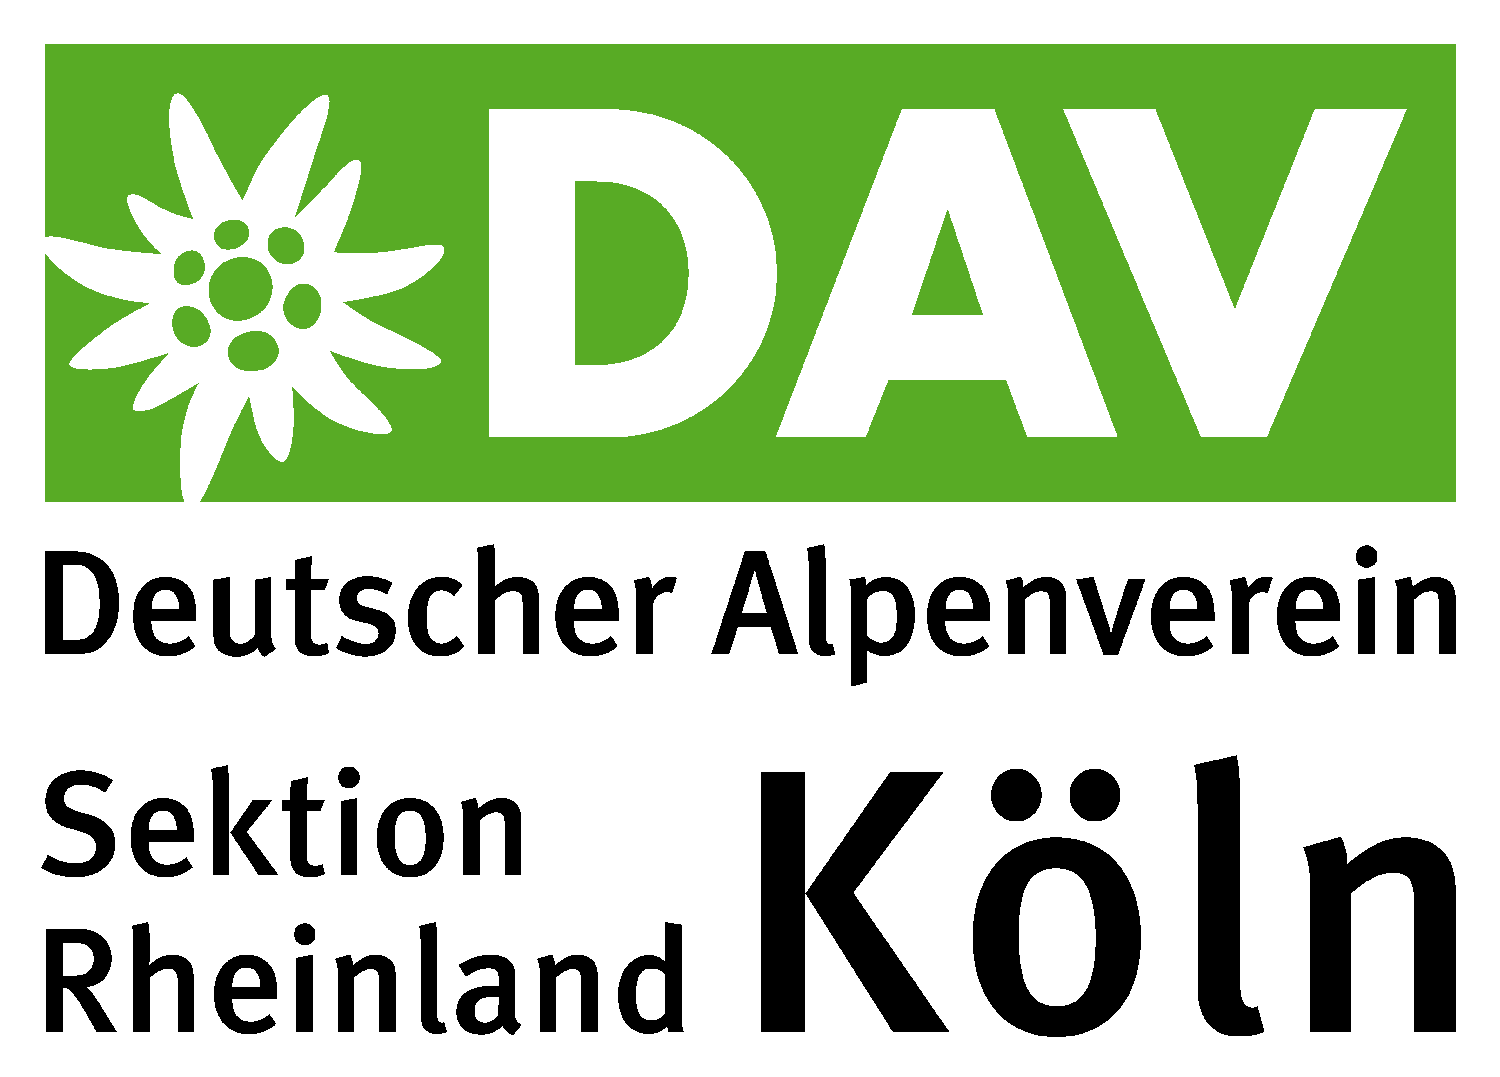 DAV
Deutscher Alpenverein
Sektion
Rheinland Köln